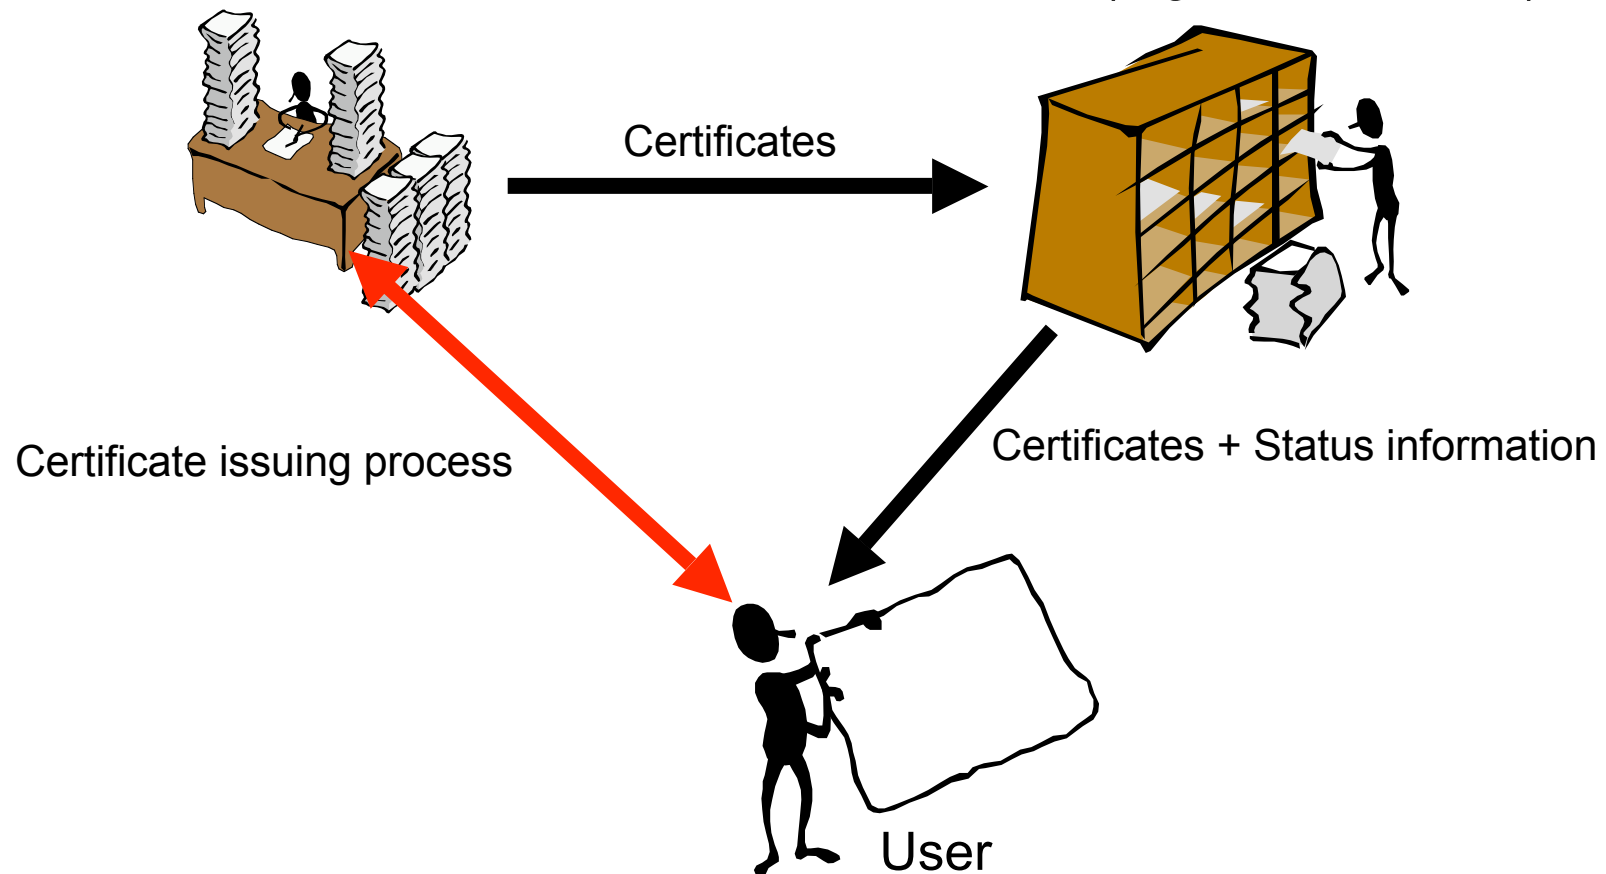 Certificates
Certificates + Status information
Certificate issuing process
User